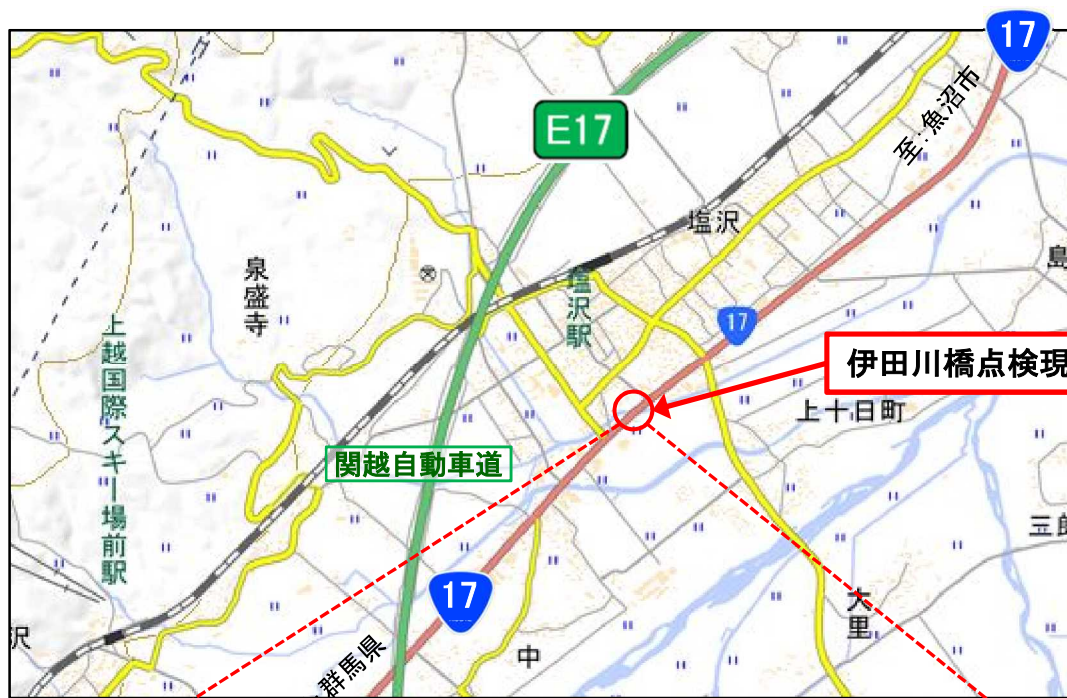 17
至:魚沼市
E17
塩沢
島
泉盛寺
塩沢駅
17
上越国際スキー場前駅
伊田川橋点検現
上十日町
関越自動車道
三郎
17
大里
沢
群馬県
中